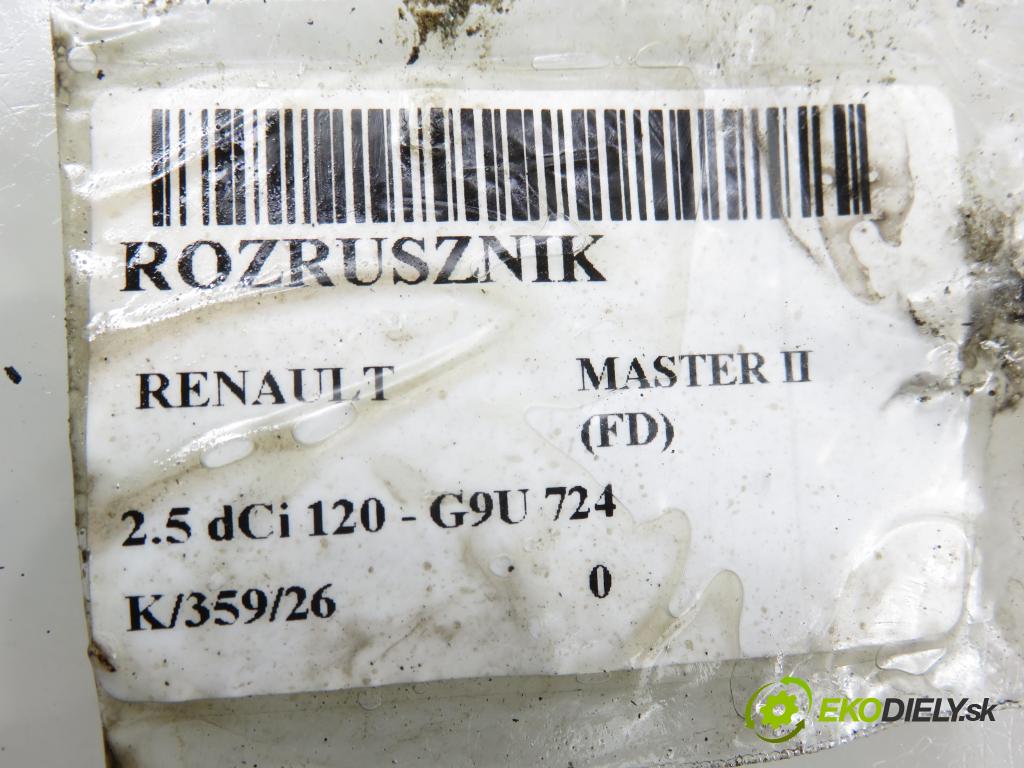 ROZRUSZNIK
RENAULT MASTER II
(FD)
2.5 dCi 120 - G9U 724
K/359/26 0
EKODIELY.sk